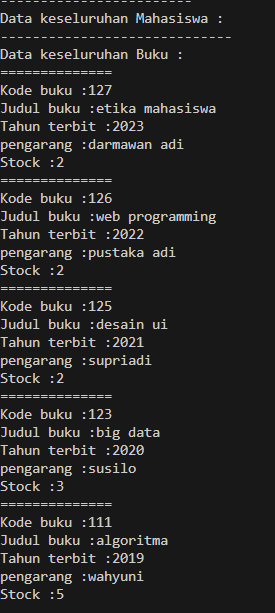 ------------------------
Data keseluruhan Mahasiswa :
-----------------------------
Data keseluruhan Buku :
==============
Kode buku :127
Judul buku :etika mahasiswa
Tahun terbit :2023
pengarang :darmawan adi
Stock :2
==============
Kode buku :126
Judul buku :web programming
Tahun terbit :2022
pengarang :pustaka adi
Stock :2
==============
Kode buku :125
Judul buku :desain ui
Tahun terbit :2021
pengarang :supriadi
Stock :2
==============
Kode buku :123
Judul buku :big data
Tahun terbit :2020
pengarang :susilo
Stock :3
==============
Kode buku :111
Judul buku :algoritma
Tahun terbit :2019
pengarang :wahyuni
Stock :5